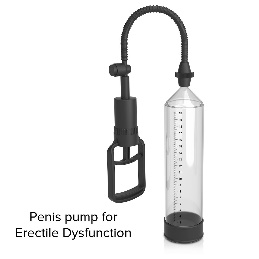 Penis pump for
Erectile Dysfunction